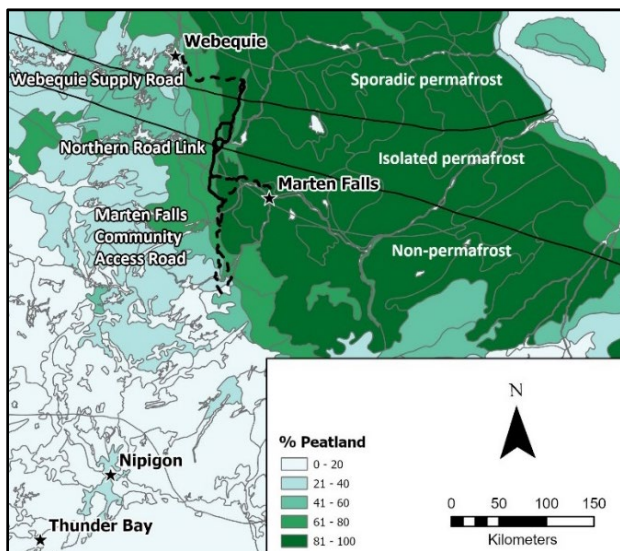 Webequie
Webequie Supply Road
Sporadic permafrost
Northern Road Link
Isolated permafrost
Marten Falls
Marten Falls
Community
Access Road
Non-permafrost
Nipigon
Thunder Bay
% Peatland
0 - 20
21 - 40
41 - 60
61 - 80
81 - 100
N
0 50 100 150
Kilometers